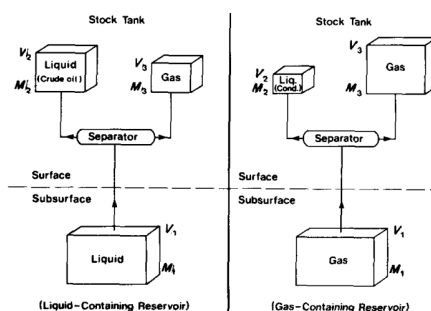 Stock Tank
V₂
Liquid
(Crude oil)
M₂
V₃
Gas
M₃
Separator
Surface
Subsurface
V₁
Liquid
M₁
(Liquid-Containing Reservoir)
Stock Tank
V₂
Liq.
(Cond.)
M₂
V₃
Gas
M₃
Separator
Surface
Subsurface
V₁
Gas
M₁
(Gas-Containing Reservoir)